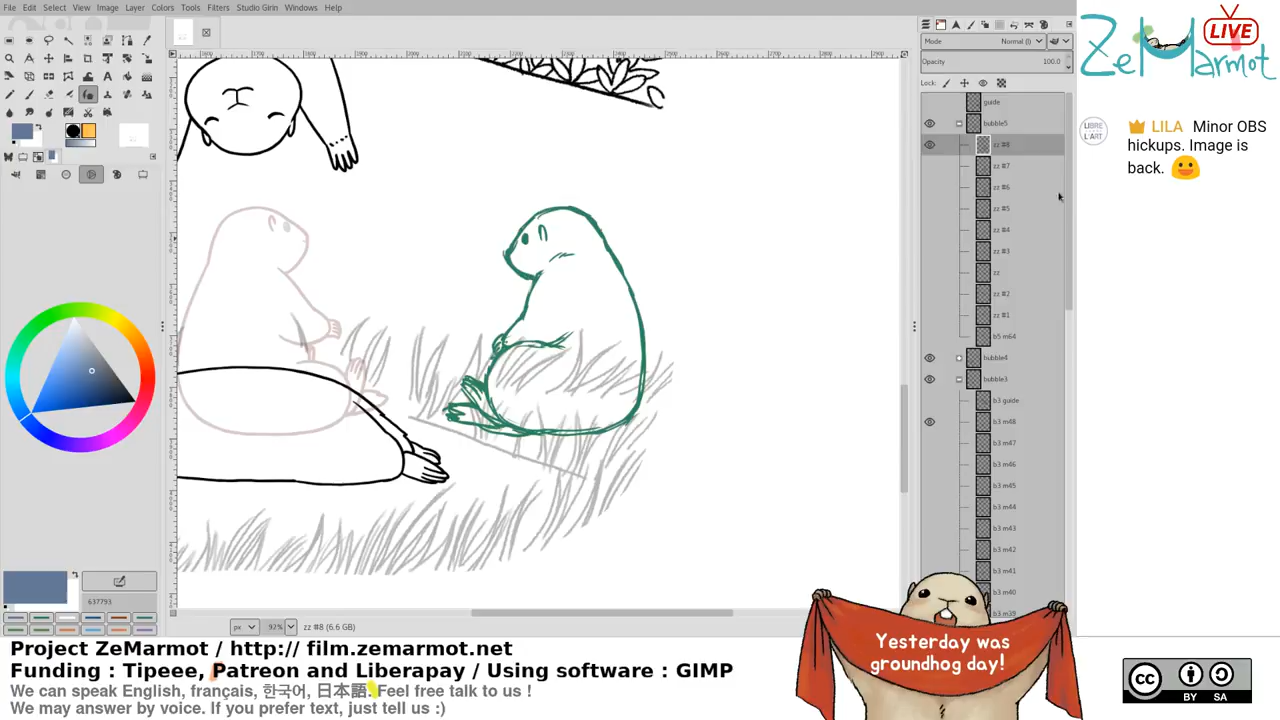 File Edit Select View Image Layer Colors Tools Filters Studio Girin Windows Help
Mode Normal (l)
Opacity 100.0
Lock:
guide
bubble5
zz #8
zz #7
zz #6
zz #5
zz #4
zz #3
zz
zz #2
zz #1
b5 m64
bubble4
bubble3
b3 guide
b3 m48
b3 m47
b3 m46
b3 m45
b3 m44
b3 m43
b3 m42
b3 m41
b3 m40
b3 m39
637793
px 92% zz #8 (6.6 GB)
ZeMarmot
LIVE
LIBRE
L'ART
LILA Minor OBS
hickups. Image is
back.
Yesterday was
groundhog day!
Project ZeMarmot / http:// film.zemarmot.net
Funding : Tipeee, Patreon and Liberapay / Using software : GIMP
We can speak English, français, 한국어, 日本語. Feel free talk to us !
We may answer by voice. If you prefer text, just tell us :)
CC
BY SA